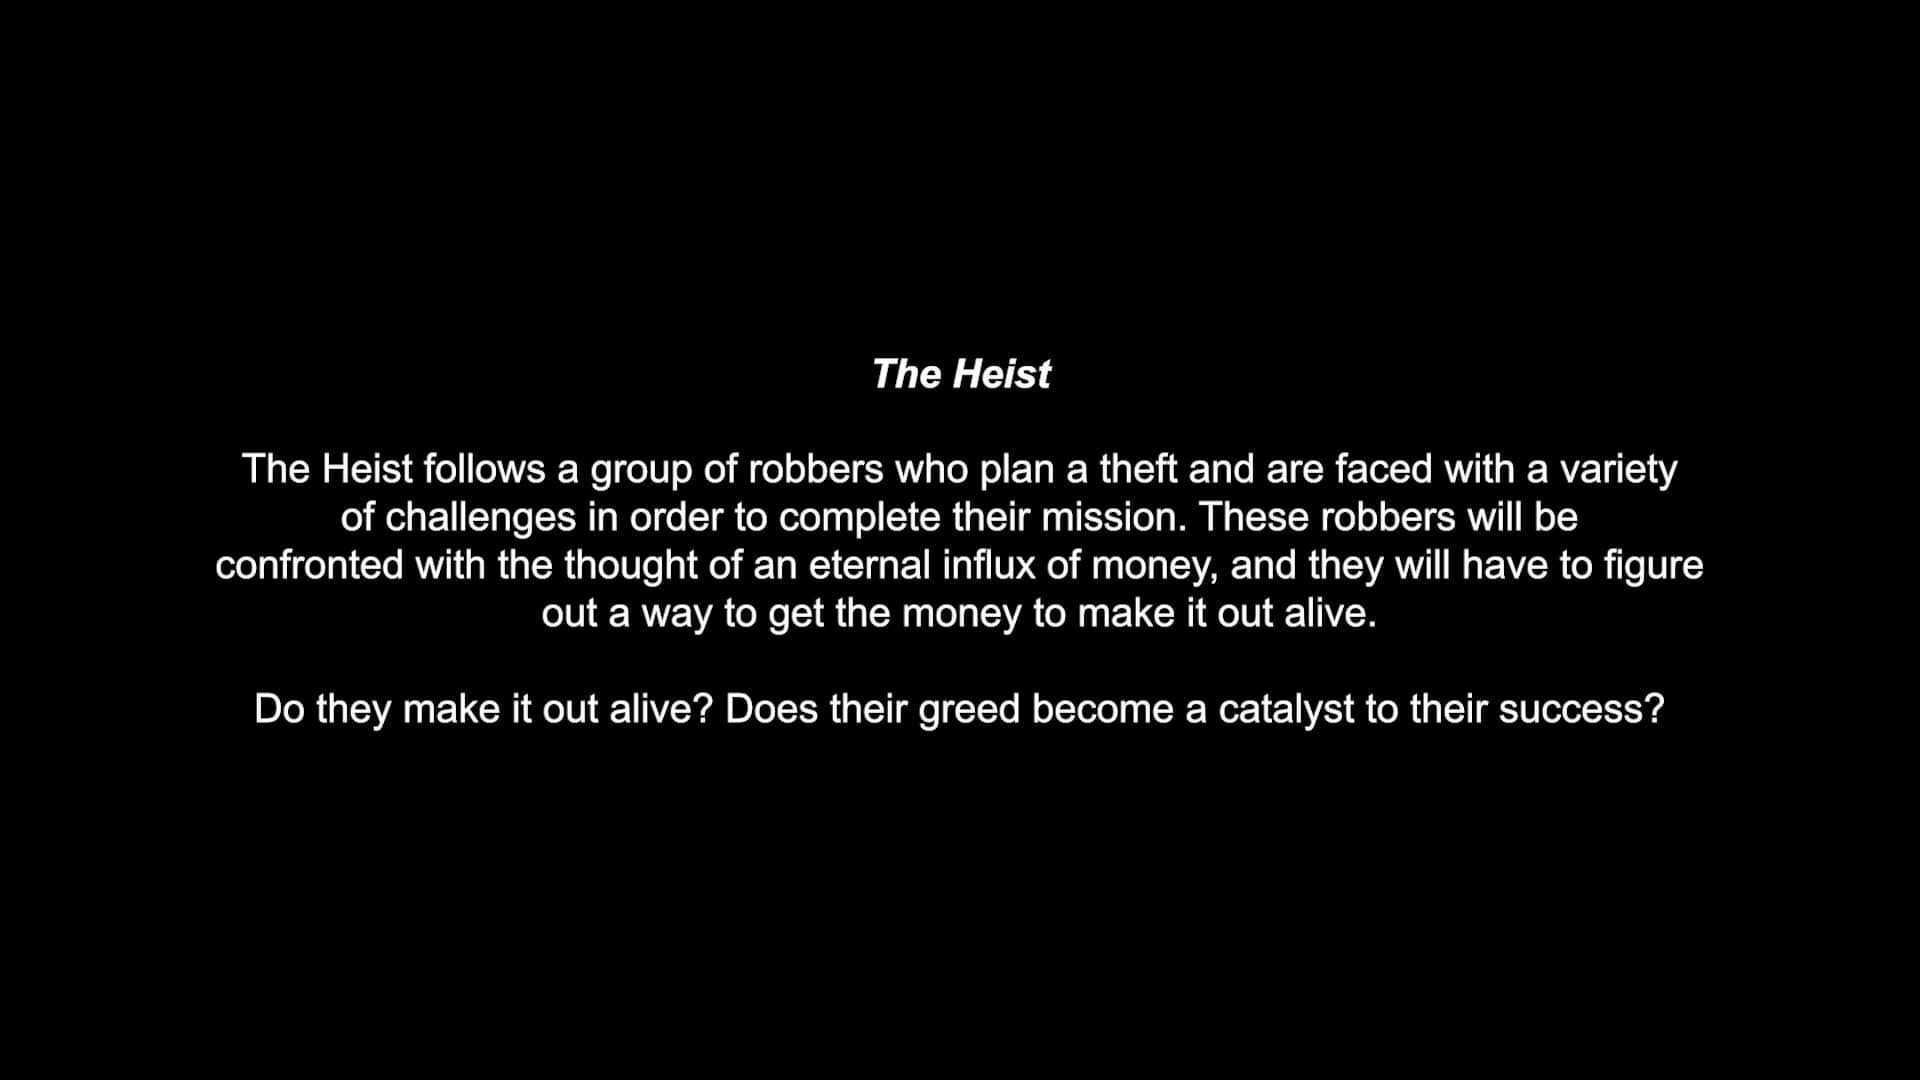 The Heist
The Heist follows a group of robbers who plan a theft and are faced with a variety
of challenges in order to complete their mission. These robbers will be
confronted with the thought of an eternal influx of money, and they will have to figure
out a way to get the money to make it out alive.
Do they make it out alive? Does their greed become a catalyst to their success?